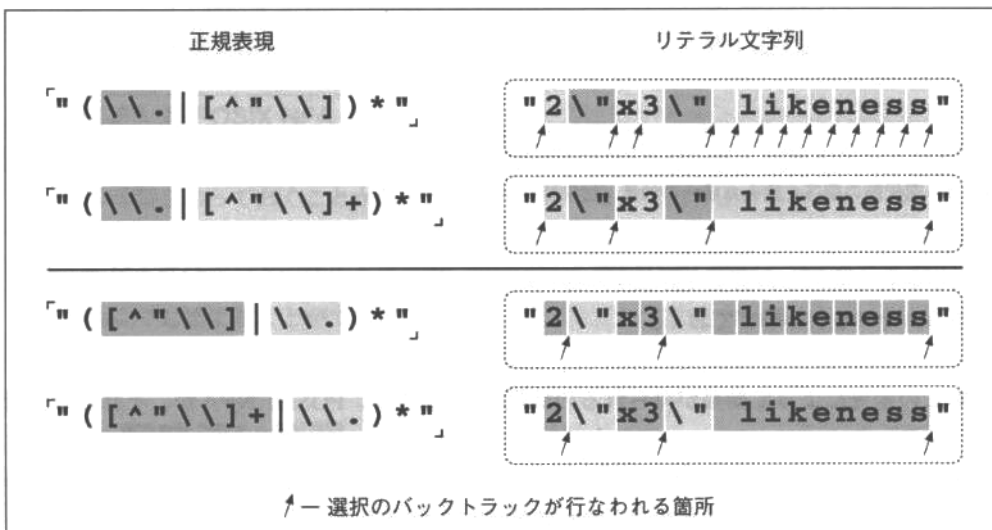 正規表現 リテラル文字列
「"(\\.|[^"\\])*"」 "2\"x3\" likeness"
「"(\\.|[^"\\]+)*"」 "2\"x3\" likeness"
「"([^"\\]|\\.)*"」 "2\"x3\" likeness"
「"([^"\\]+|\\.)*"」 "2\"x3\" likeness"
― 選択のバックトラックが行なわれる箇所